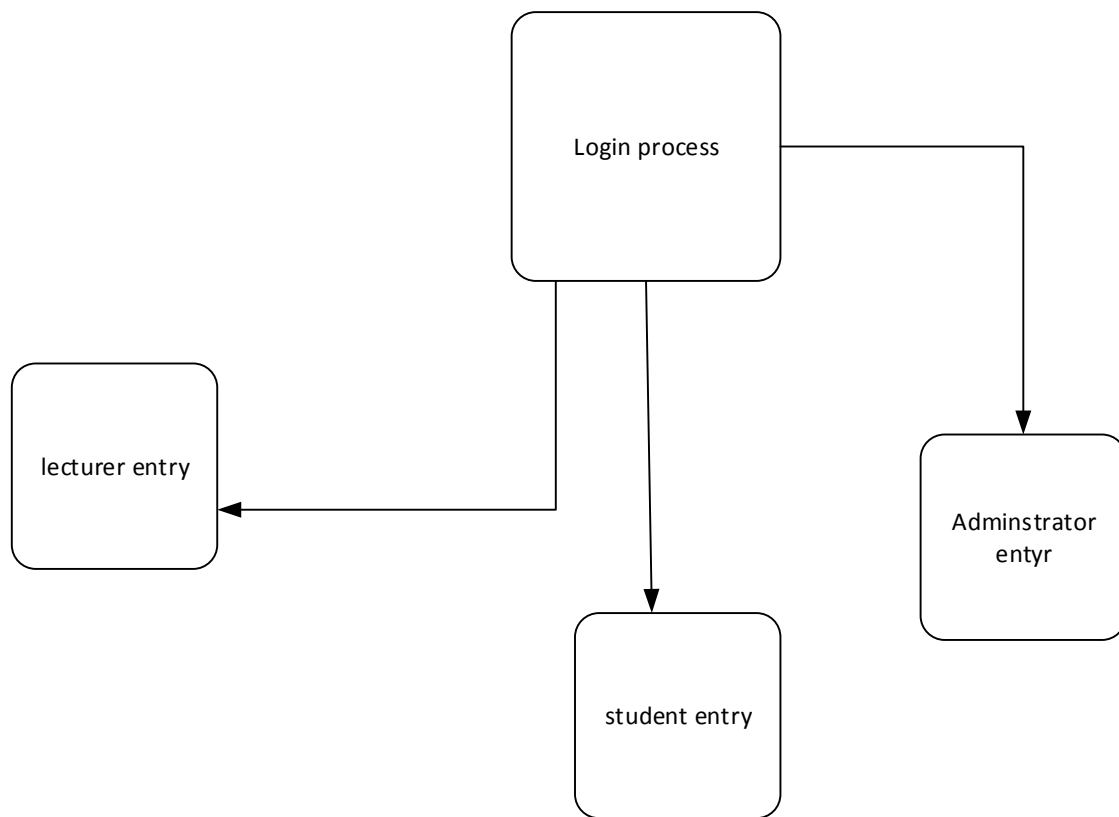 Login process
lecturer entry
Adminstrator
entyr
student entry